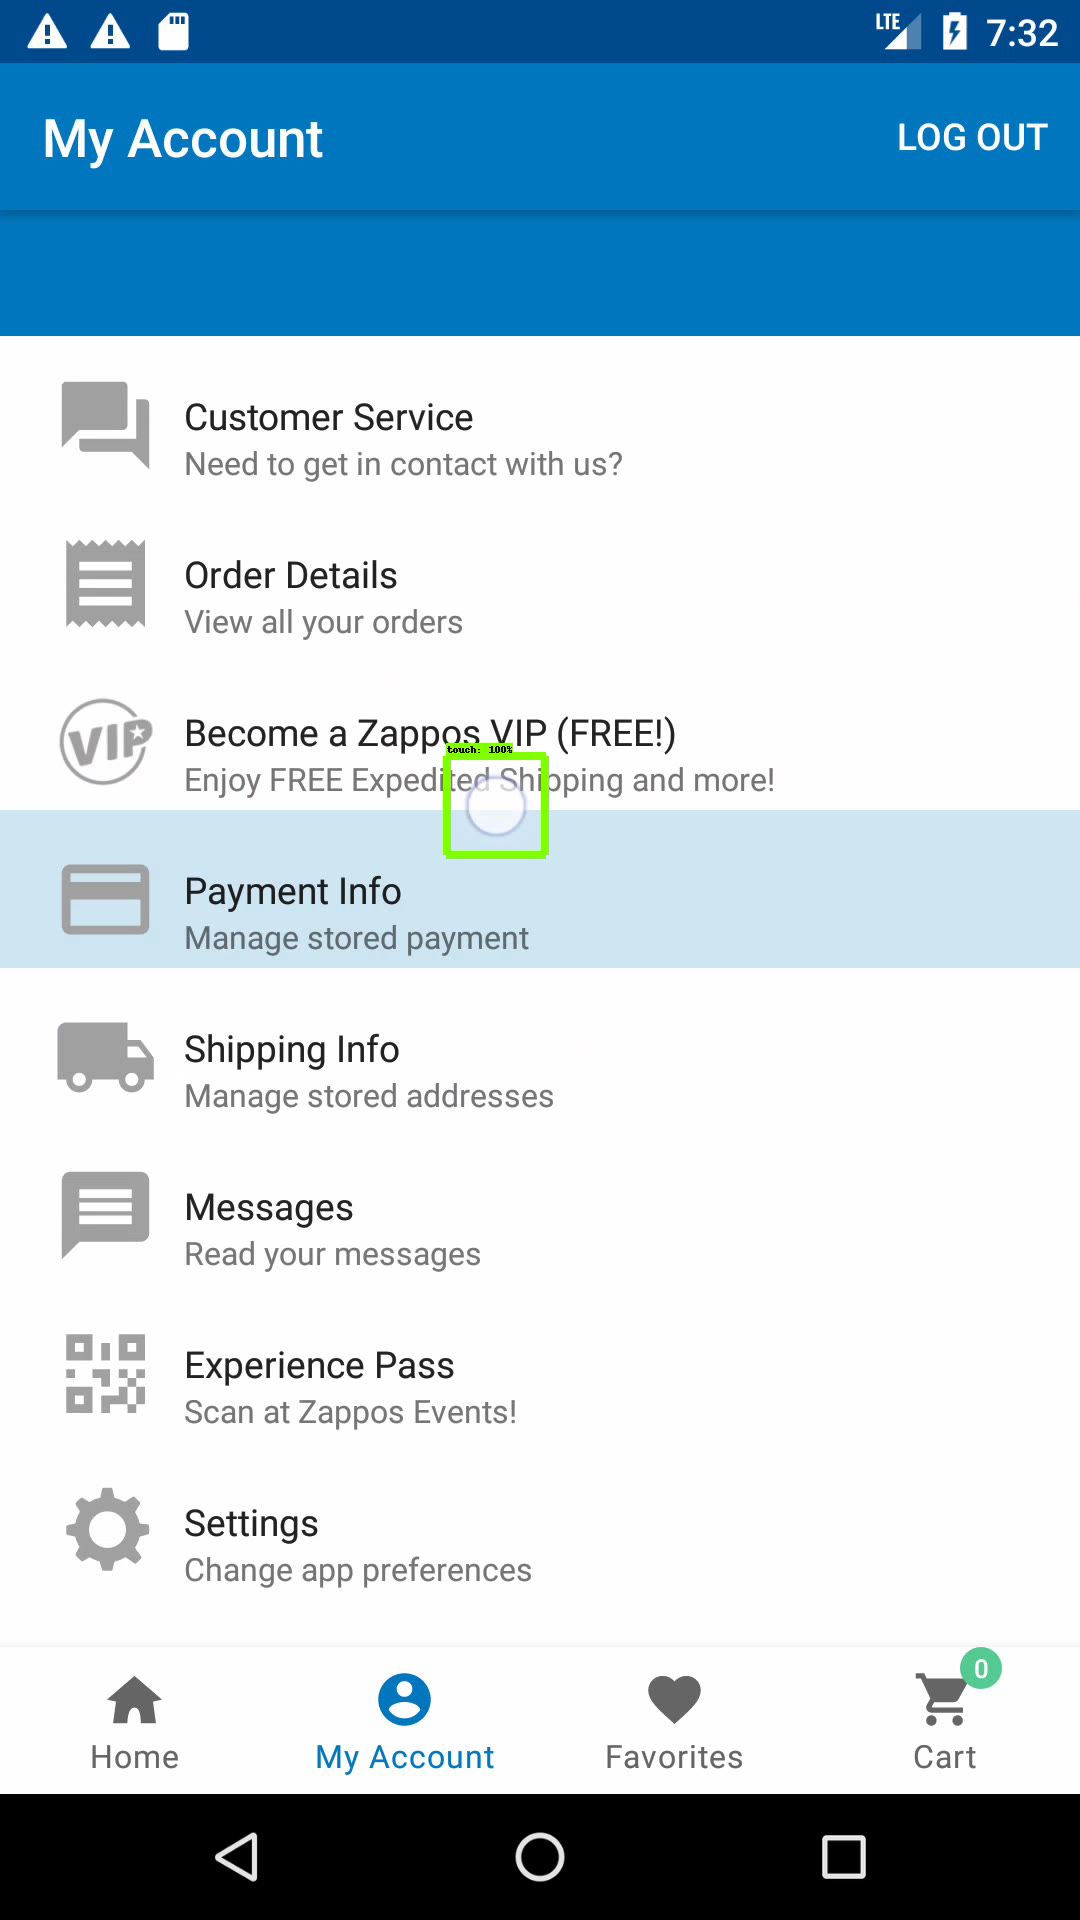 LTE 7:32
My Account LOG OUT
Customer Service
Need to get in contact with us?
Order Details
View all your orders
VIP
Become a Zappos VIP (FREE!)
touch: 100%
Enjoy FREE Expedited Shipping and more!
Payment Info
Manage stored payment
Shipping Info
Manage stored addresses
Messages
Read your messages
Experience Pass
Scan at Zappos Events!
Settings
Change app preferences
0
Home My Account Favorites Cart